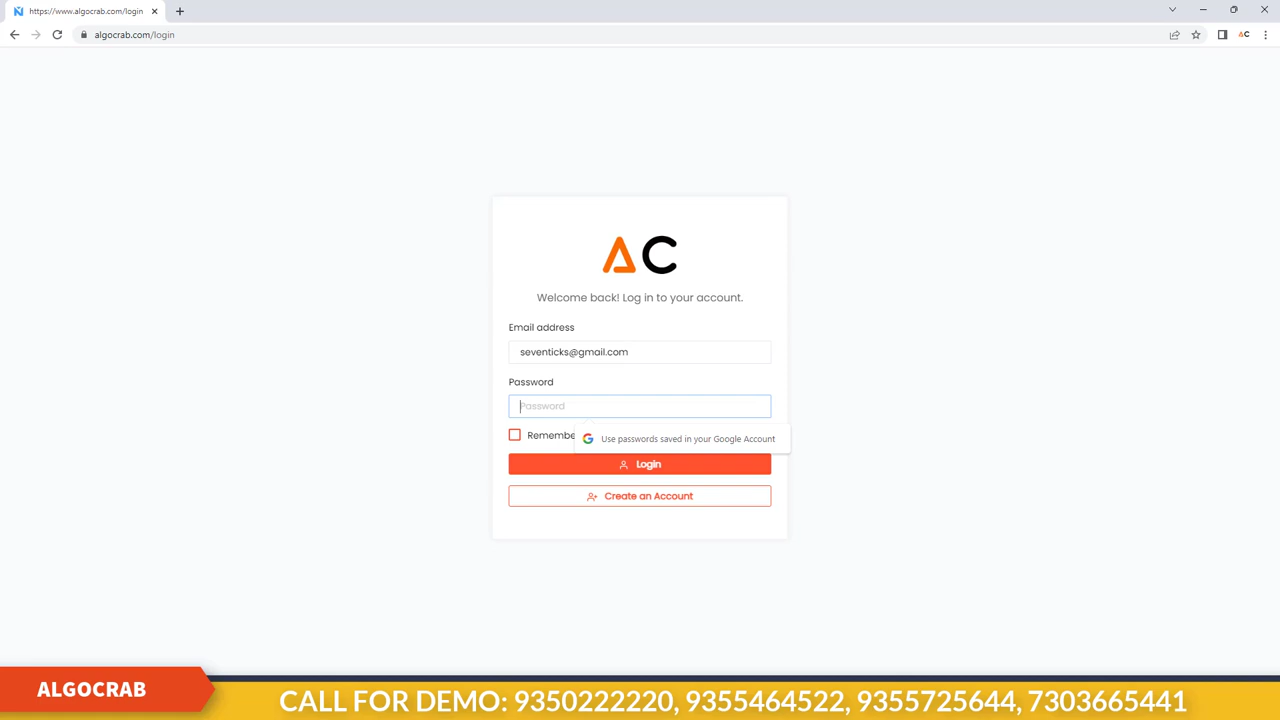 https://www.algocrab.com/login
algocrab.com/login
AC
AC
Welcome back! Log in to your account.
Email address
seventicks@gmail.com
Password
Password
Remembe
Use passwords saved in your Google Account
Login
Create an Account
ALGOCRAB
CALL FOR DEMO: 9350222220, 9355464522, 9355725644, 7303665441